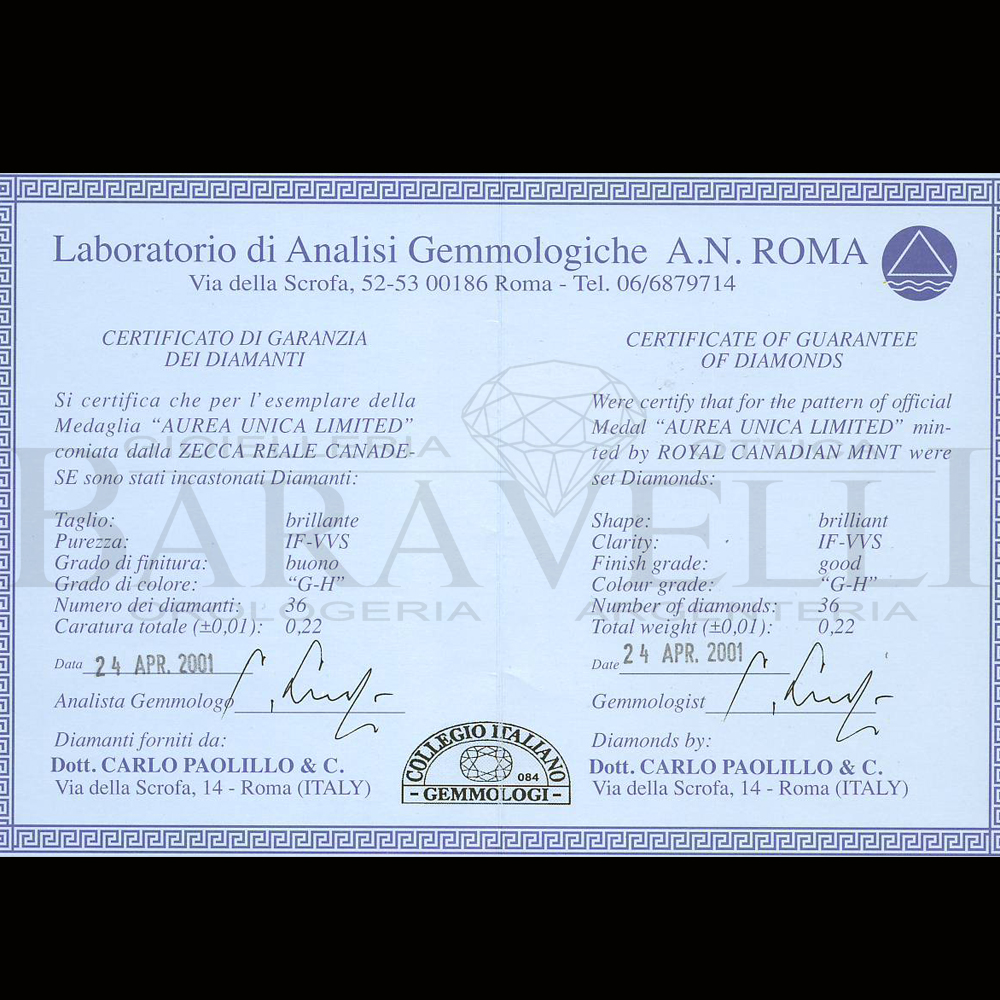 Laboratorio di Analisi Gemmologiche A.N. ROMA
Via della Scrofa, 52-53 00186 Roma - Tel. 06/6879714
CERTIFICATO DI GARANZIA
DEI DIAMANTI
Si certifica che per l'esemplare della
Medaglia “AUREA UNICA LIMITED”
coniata dalla ZECCA REALE CANADE-
SE sono stati incastonati Diamanti:
Taglio: brillante
Purezza: IF-VVS
Grado di finitura: buono
Grado di colore: “G-H”
Numero dei diamanti: 36
Caratura totale (±0,01): 0,22
Data 24 APR. 2001
Analista Gemmologo
Diamanti forniti da:
Dott. CARLO PAOLILLO & C.
Via della Scrofa, 14 - Roma (ITALY)
CERTIFICATE OF GUARANTEE
OF DIAMONDS
Were certify that for the pattern of official
Medal “AUREA UNICA LIMITED” min-
ted by ROYAL CANADIAN MINT were
set Diamonds:
Shape: brilliant
Clarity: IF-VVS
Finish grade: good
Colour grade: “G-H”
Number of diamonds: 36
Total weight (±0,01): 0,22
Date 24 APR. 2001
Gemmologist
Diamonds by:
Dott. CARLO PAOLILLO & C.
Via della Scrofa, 14 - Roma (ITALY)
COLLEGIO ITALIANO
084
- GEMMOLOGI -
GIOIELLERIA OTTICA
BARAVELLI
OROLOGERIA ARGENTERIA